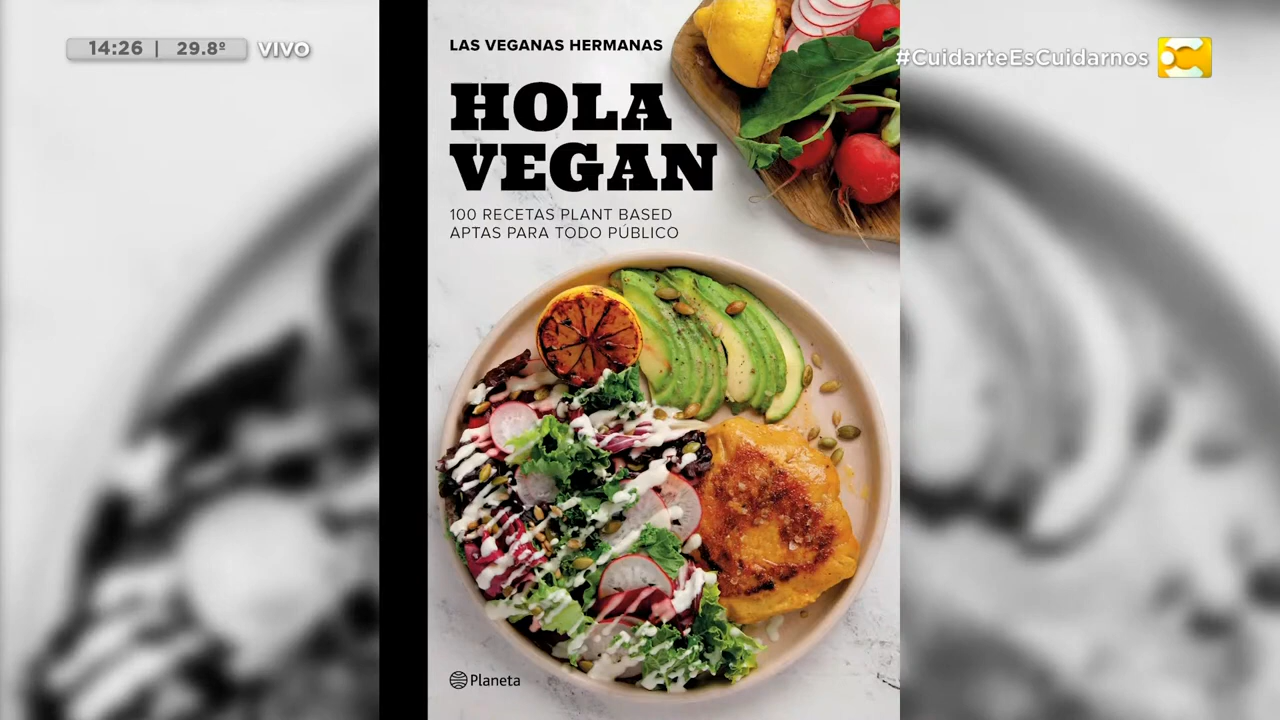 14:26 | 29.8º VIVO
#CuidarteEsCuidarnos
LAS VEGANAS HERMANAS
HOLA
VEGAN
100 RECETAS PLANT BASED
APTAS PARA TODO PÚBLICO
Planeta